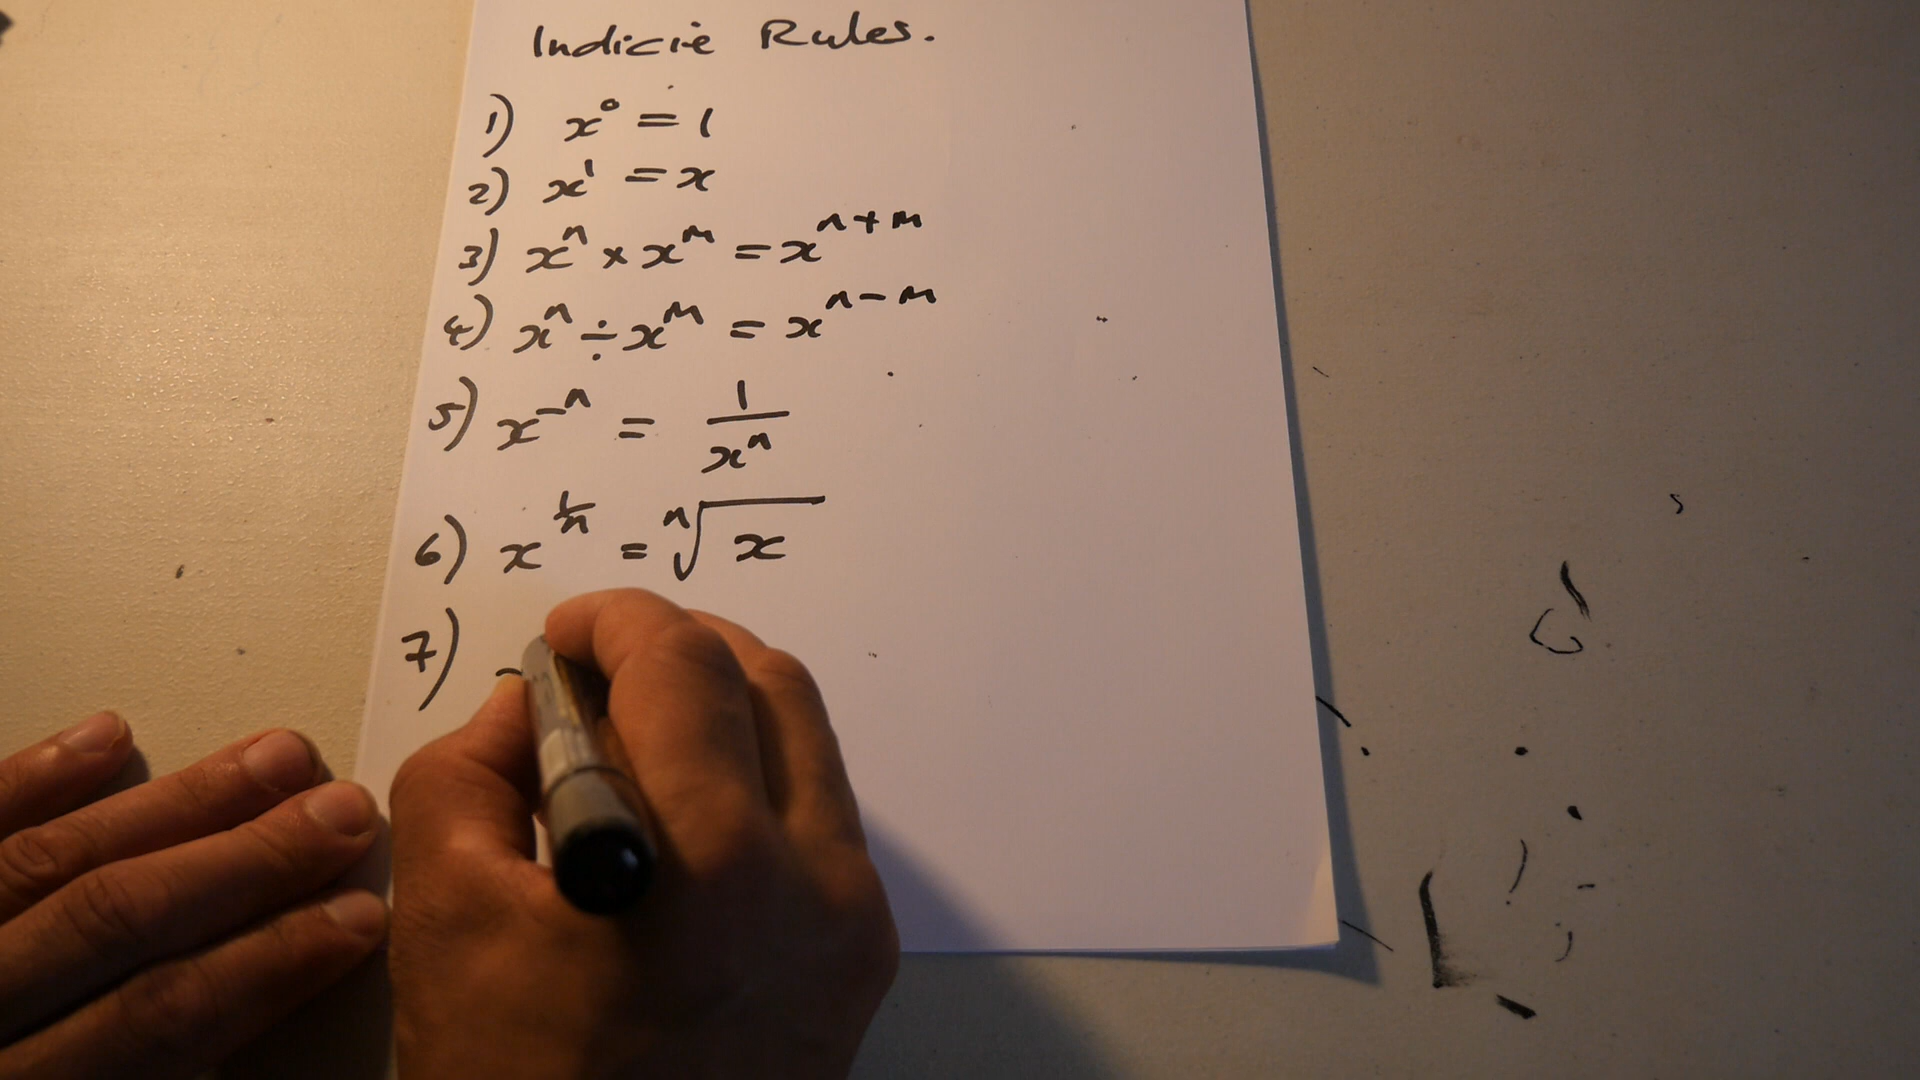 Indicie Rules.
1) x⁰ = 1
2) x¹ = x
3) xⁿ × xᵐ = xⁿ⁺ᵐ
4) xⁿ ÷ xᵐ = xⁿ⁻ᵐ
5) x⁻ⁿ = 1/xⁿ
6) x^(1/n) = ⁿ√x
7)